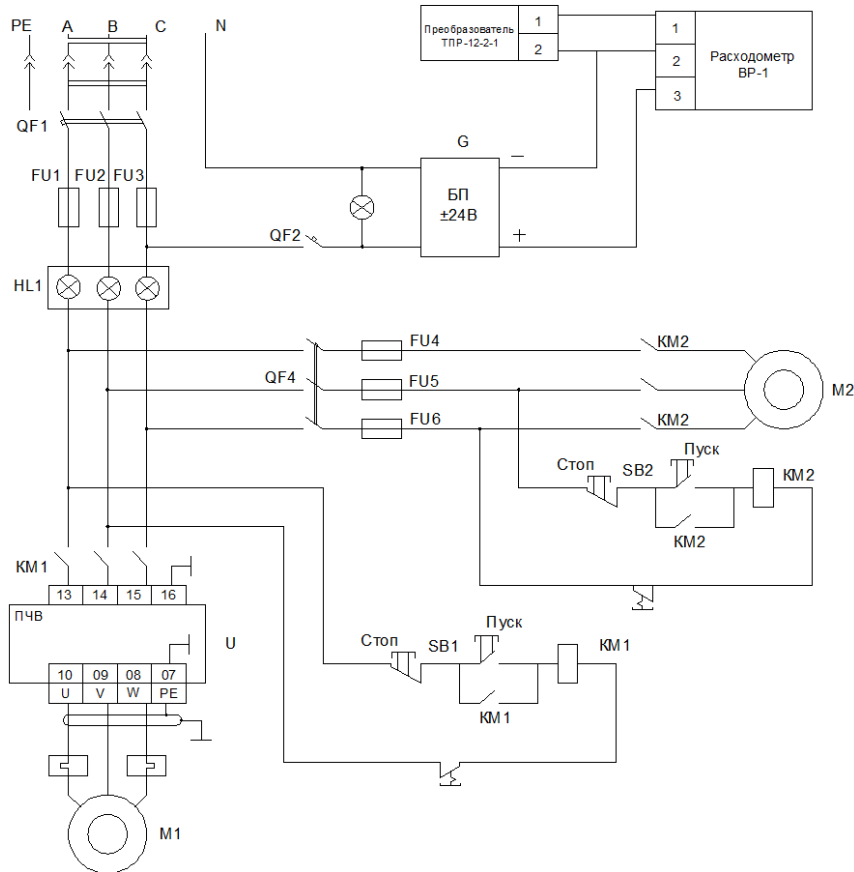 PE A B C N
Преобразователь
ТПР-12-2-1
1
2
1
2
3
Расходометр
ВР-1
QF1
G
FU1 FU2 FU3
БП
±24В
—
+
QF2
HL1
FU4
KM2
QF4
FU5
M2
FU6
KM2
Стоп SB2 Пуск KM2
KM2
KM1
13 14 15 16
ПЧВ
U
Стоп SB1 Пуск KM1
10 09 08 07
U V W PE
KM1
M1